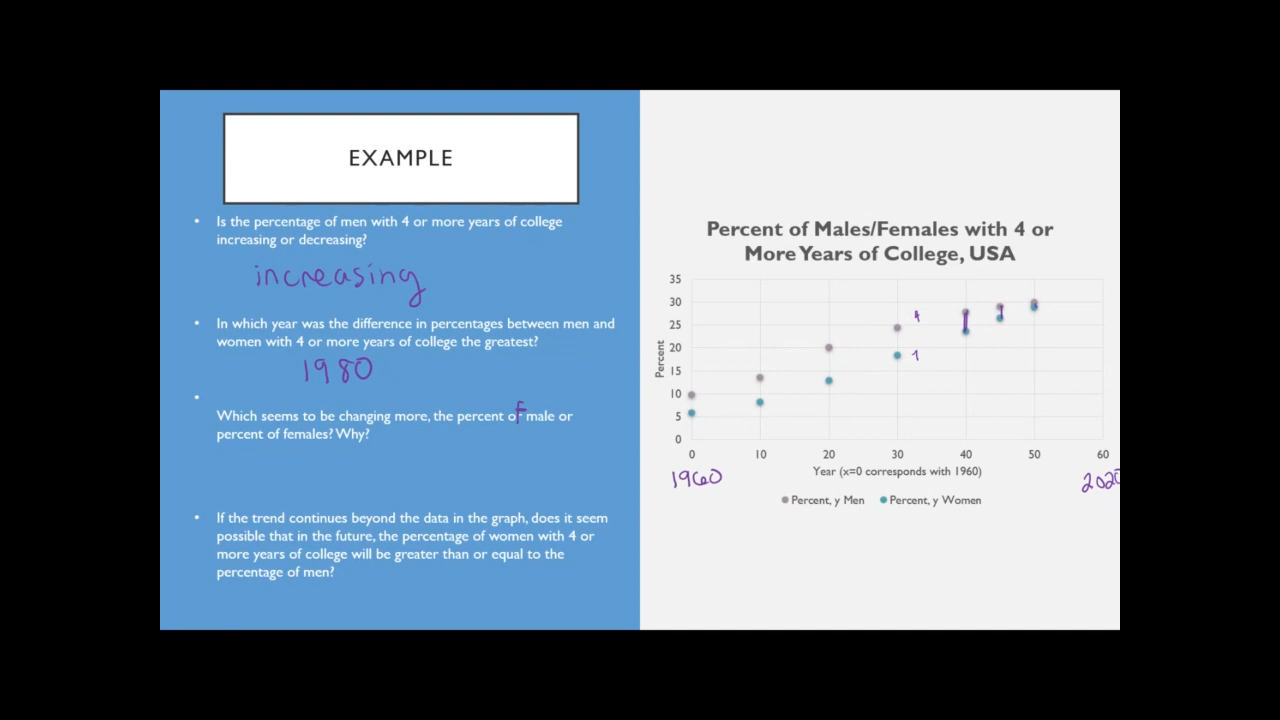 EXAMPLE
• Is the percentage of men with 4 or more years of college
increasing or decreasing?
increasing
• In which year was the difference in percentages between men and
women with 4 or more years of college the greatest?
1980
•
Which seems to be changing more, the percent of male or
percent of females? Why?
• If the trend continues beyond the data in the graph, does it seem
possible that in the future, the percentage of women with 4 or
more years of college will be greater than or equal to the
percentage of men?
Percent of Males/Females with 4 or
More Years of College, USA
Percent
35
30
25
20
15
10
5
0
0 10 20 30 40 50 60
Year (x=0 corresponds with 1960)
1960 2020
Percent, y Men Percent, y Women